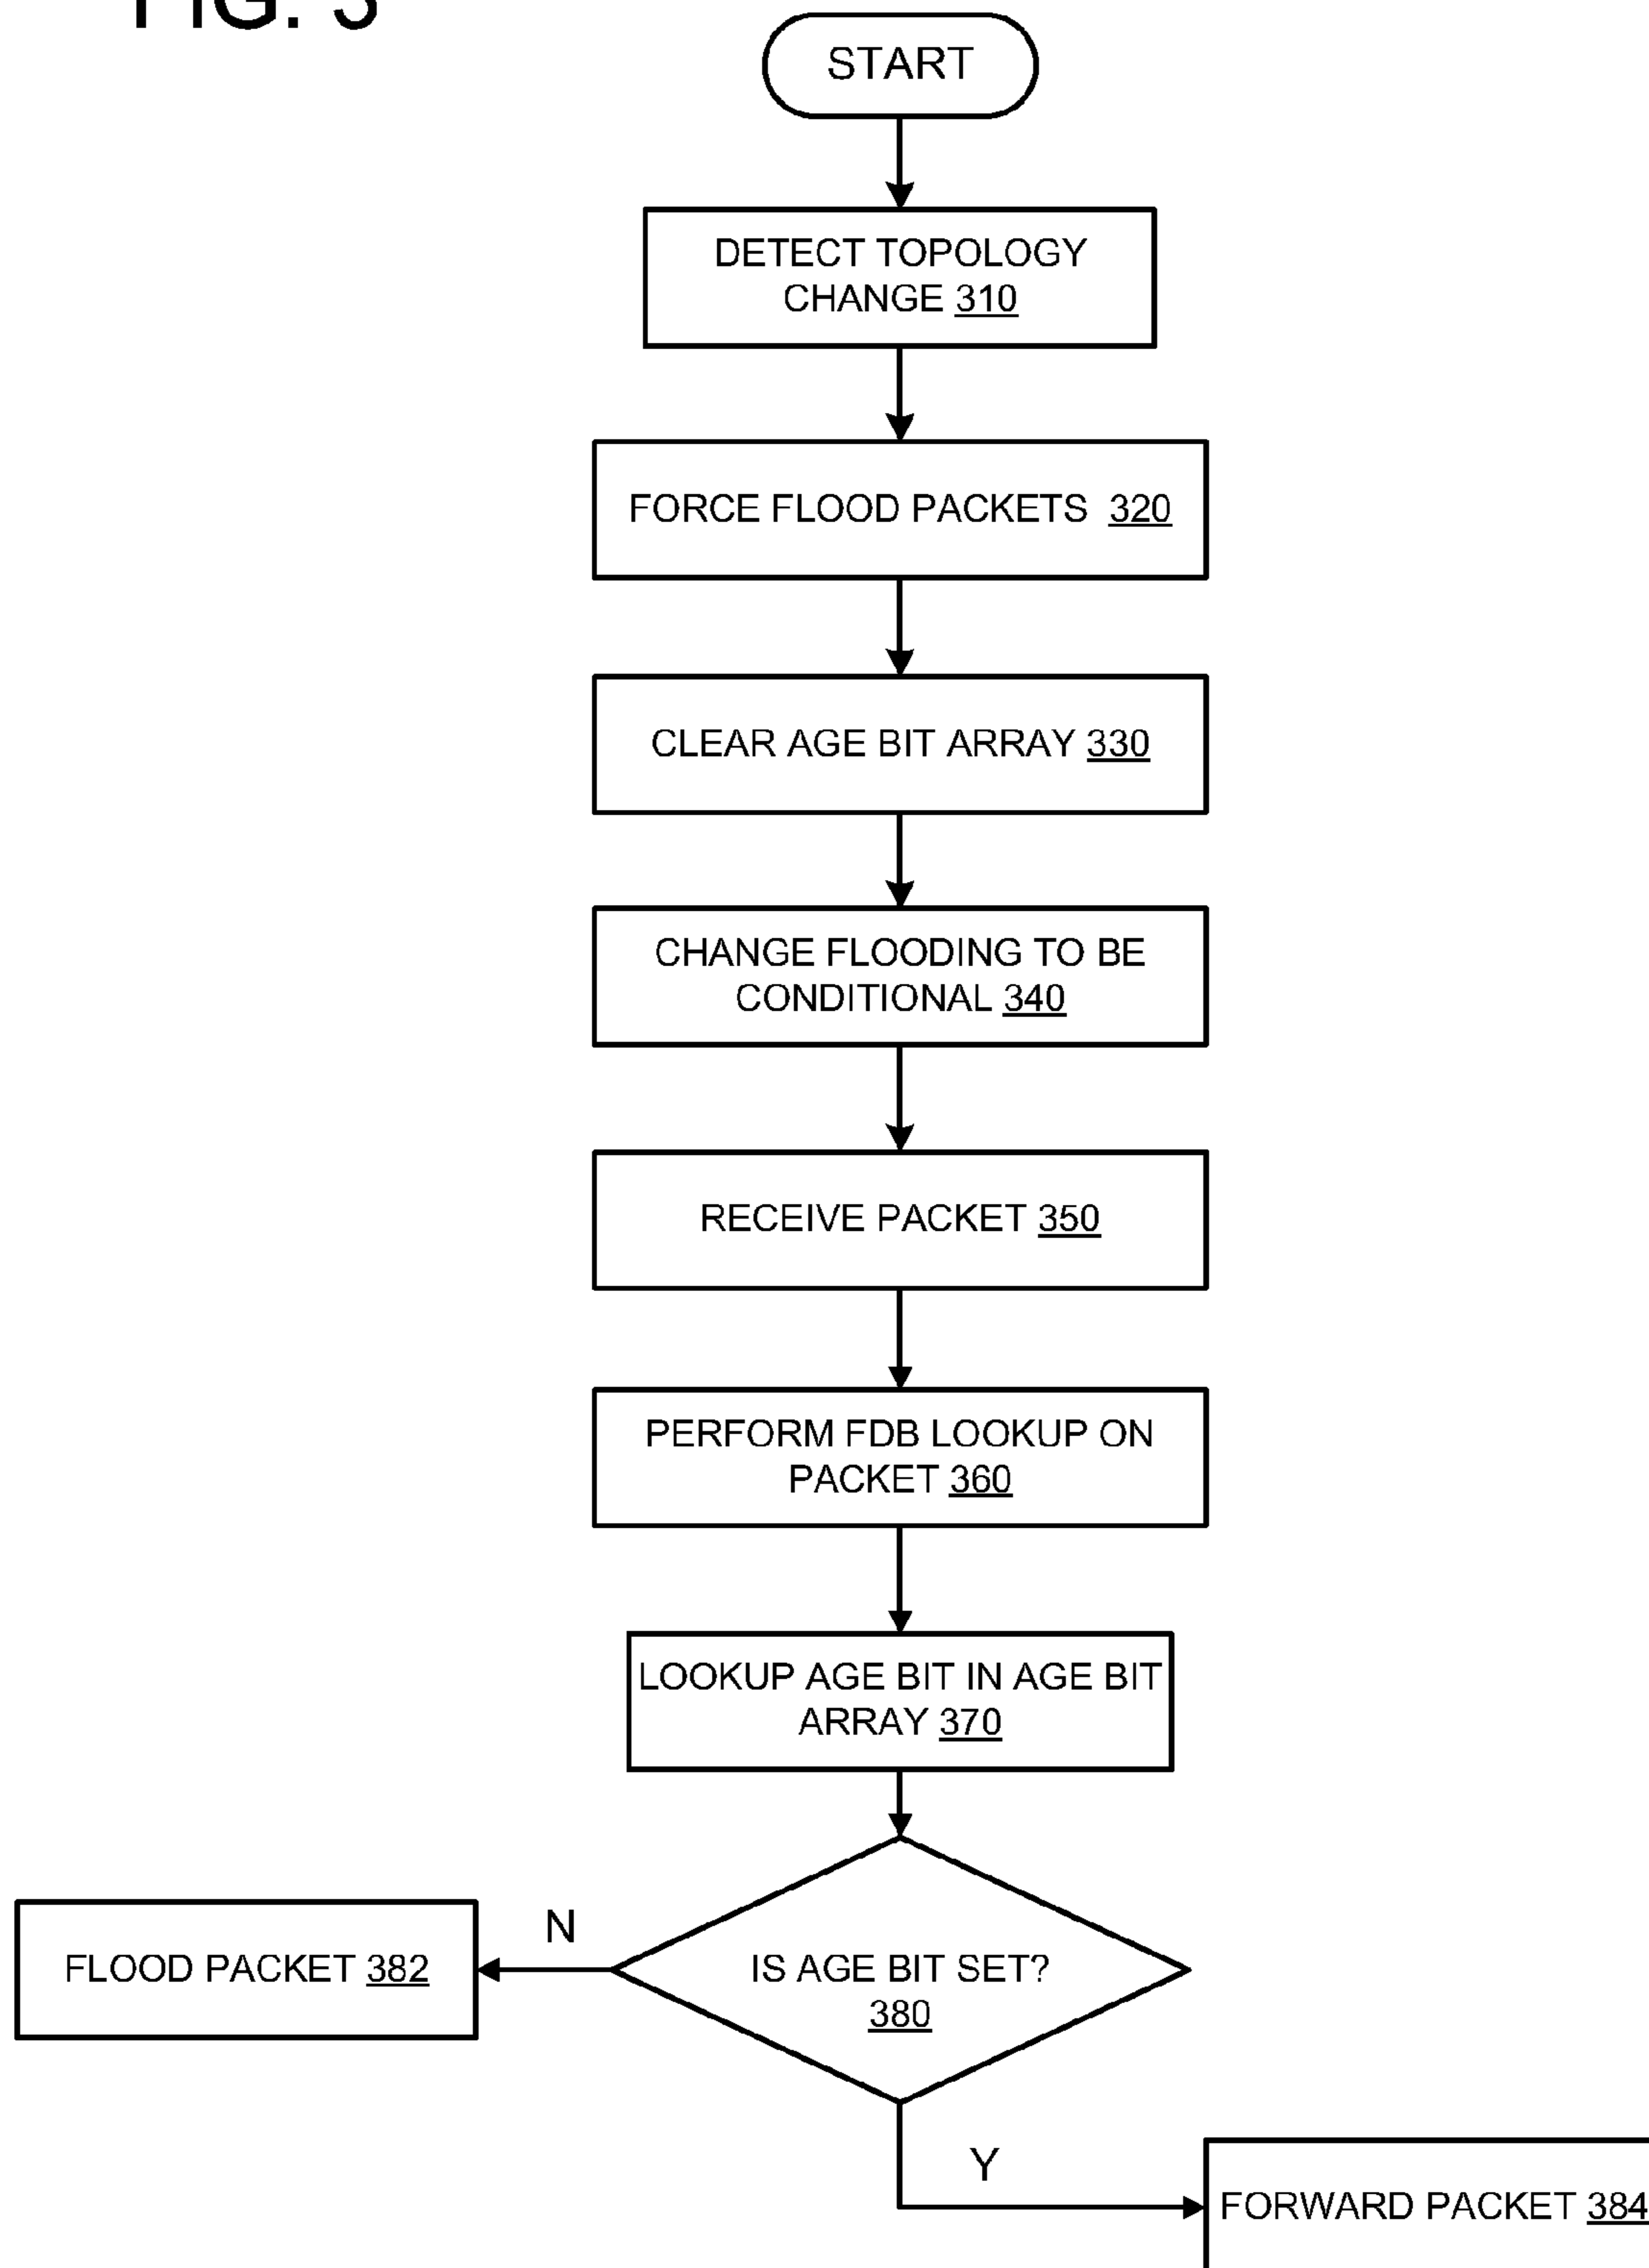 FIG. 3
START
DETECT TOPOLOGY
CHANGE 310
FORCE FLOOD PACKETS 320
CLEAR AGE BIT ARRAY 330
CHANGE FLOODING TO BE
CONDITIONAL 340
RECEIVE PACKET 350
PERFORM FDB LOOKUP ON
PACKET 360
LOOKUP AGE BIT IN AGE BIT
ARRAY 370
N
FLOOD PACKET 382
IS AGE BIT SET?
380
Y
FORWARD PACKET 384